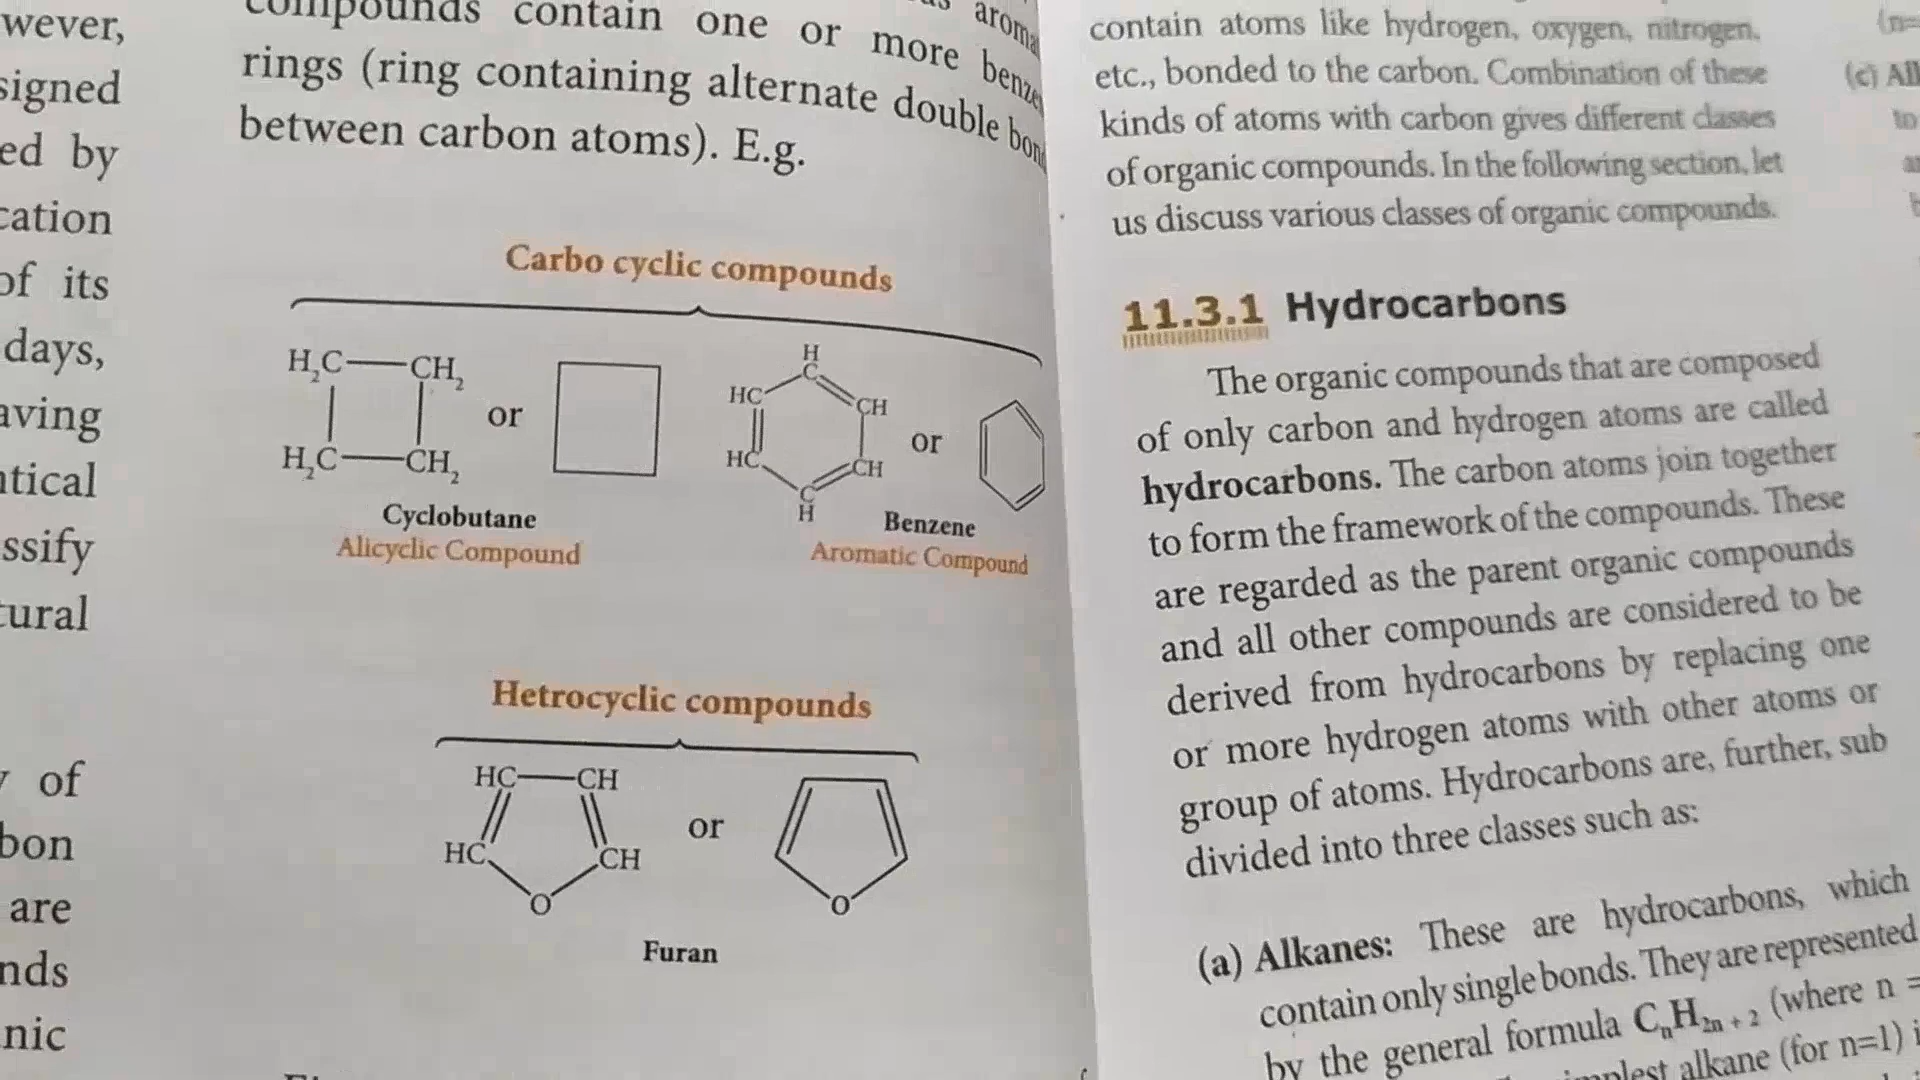 wever,
signed
ed by
cation
of its
days,
aving
ntical
ssify
tural
of
bon
are
nds
nic
compounds contain one or more
rings (ring containing alternate double
between carbon atoms). E.g.
Carbo cyclic compounds
H₂C—CH₂
H₂C—CH₂
or
Cyclobutane
Alicyclic Compound
H
C
HC
CH
HC
CH
C
H
or
Benzene
Aromatic Compound
Hetrocyclic compounds
HC—CH
HC
CH
O
or
O
Furan
contain atoms like hydrogen, oxygen, nitrogen,
etc., bonded to the carbon. Combination of these
kinds of atoms with carbon gives different classes
of organic compounds. In the following section, let
us discuss various classes of organic compounds.
11.3.1 Hydrocarbons
The organic compounds that are composed
of only carbon and hydrogen atoms are called
hydrocarbons. The carbon atoms join together
to form the framework of the compounds. These
are regarded as the parent organic compounds
and all other compounds are considered to be
derived from hydrocarbons by replacing one
or more hydrogen atoms with other atoms or
group of atoms. Hydrocarbons are, further, sub
divided into three classes such as:
(a) Alkanes: These are hydrocarbons, which
contain only single bonds. They are represented
by the general formula CₙH₂ₙ₊₂ (where n =
alkane (for n=1)
(n=
(c) All
to